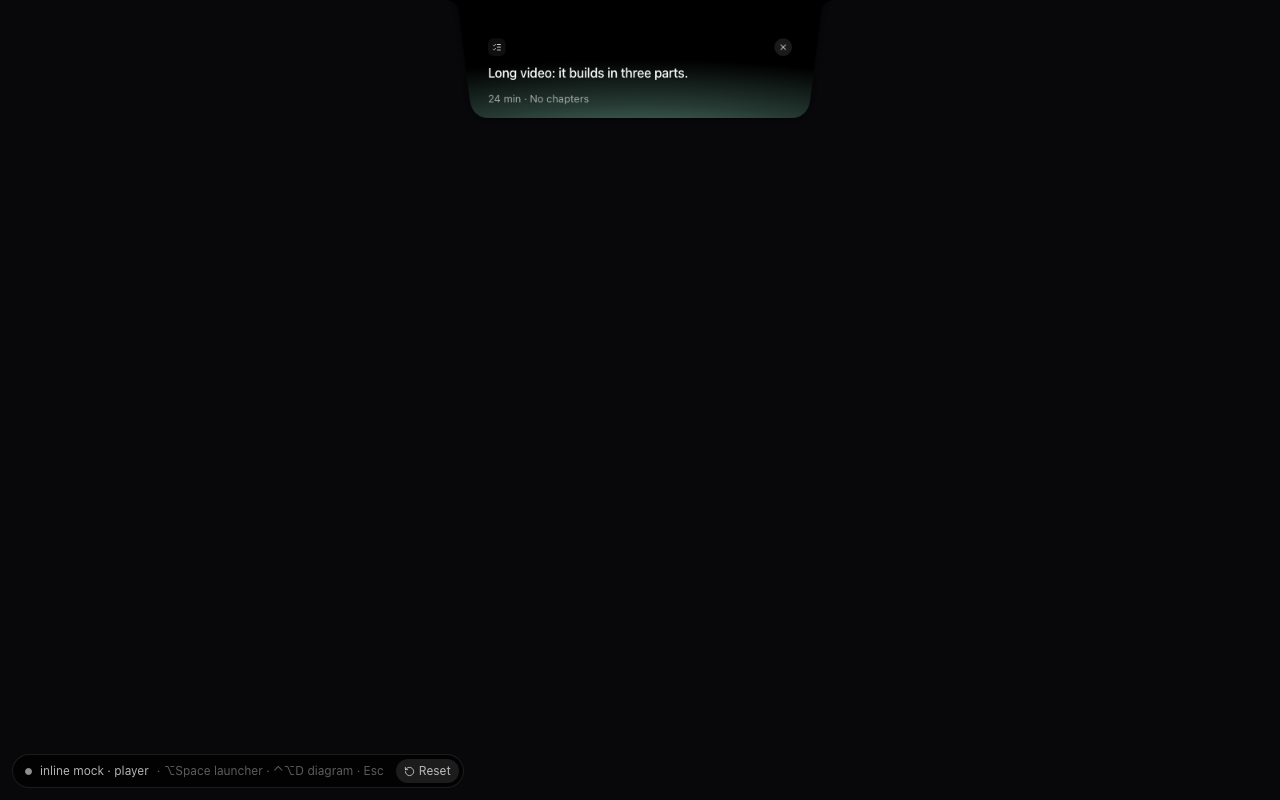 Long video: it builds in three parts.
24 min · No chapters
inline mock · player · ⌥Space launcher · ^⌥D diagram · Esc Reset